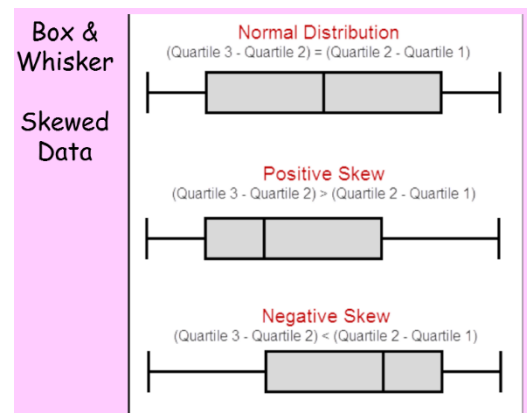 Box &
Whisker
Skewed
Data
Normal Distribution
(Quartile 3 - Quartile 2) = (Quartile 2 - Quartile 1)
Positive Skew
(Quartile 3 - Quartile 2) > (Quartile 2 - Quartile 1)
Negative Skew
(Quartile 3 - Quartile 2) < (Quartile 2 - Quartile 1)